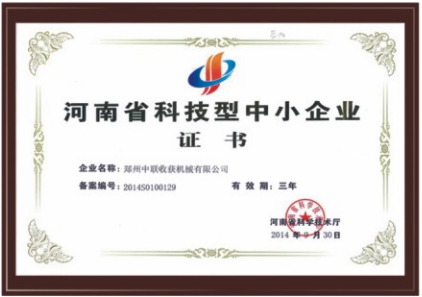 河南省科技型中小企业
证书
企业名称：郑州中联收获机械有限公司
备案编号：2014S0100129 有效期：三年
河南省科学技术厅
2014年9月30日